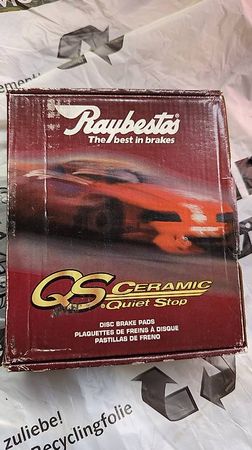 Raybestos
The best in brakes
QS CERAMIC
Quiet Stop
DISC BRAKE PADS
PLAQUETTES DE FREINS À DISQUE
PASTILLAS DE FRENO
zuliebe!
Recyclingfolie